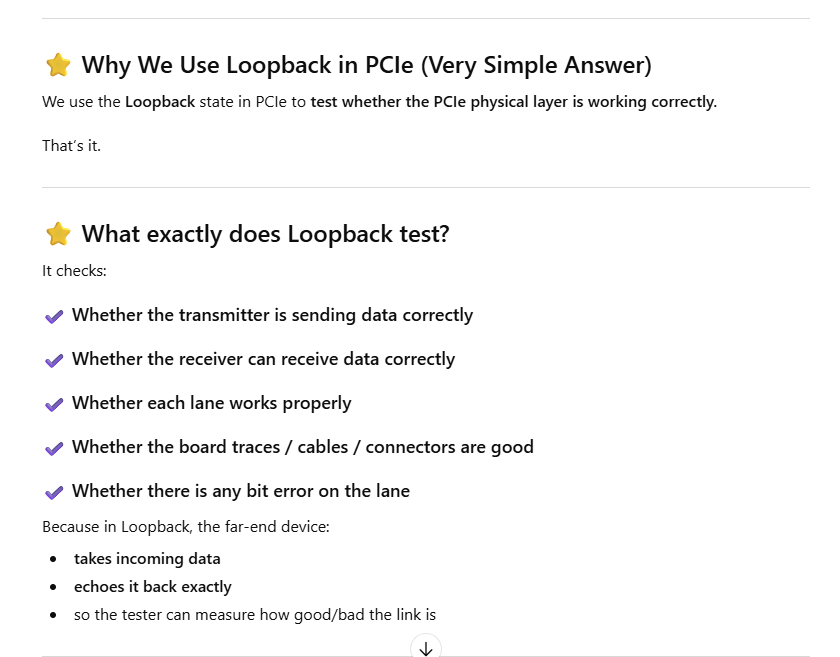 Why We Use Loopback in PCIe (Very Simple Answer)
We use the Loopback state in PCIe to test whether the PCIe physical layer is working correctly.
That’s it.
What exactly does Loopback test?
It checks:
Whether the transmitter is sending data correctly
Whether the receiver can receive data correctly
Whether each lane works properly
Whether the board traces / cables / connectors are good
Whether there is any bit error on the lane
Because in Loopback, the far-end device:
takes incoming data
echoes it back exactly
so the tester can measure how good/bad the link is